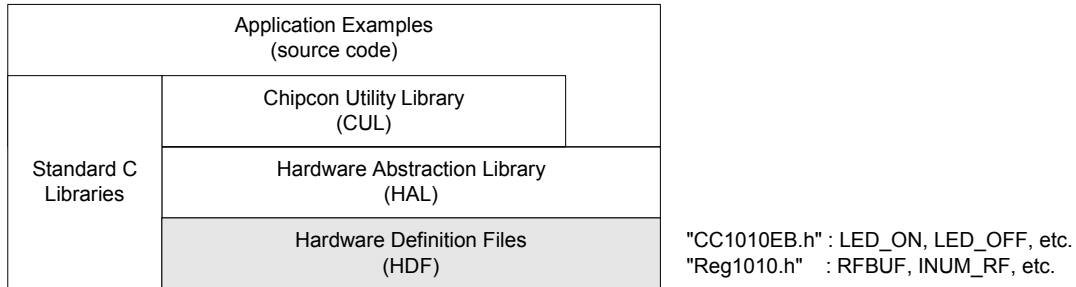 Application Examples
(source code)
Chipcon Utility Library
(CUL)
Standard C
Libraries
Hardware Abstraction Library
(HAL)
Hardware Definition Files
(HDF)
"CC1010EB.h" : LED_ON, LED_OFF, etc.
"Reg1010.h" : RFBUF, INUM_RF, etc.